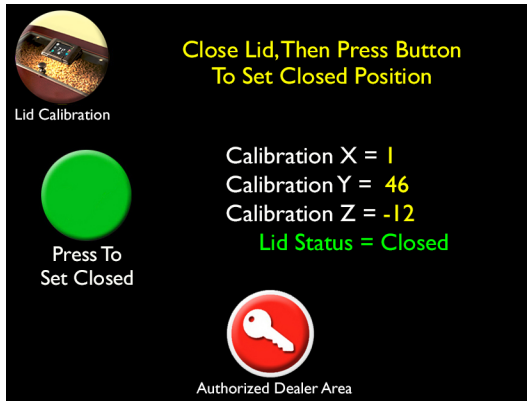 Close Lid,Then Press Button
To Set Closed Position
Lid Calibration
Calibration X = 1
Calibration Y = 46
Calibration Z = -12
Lid Status = Closed
Press To
Set Closed
Authorized Dealer Area